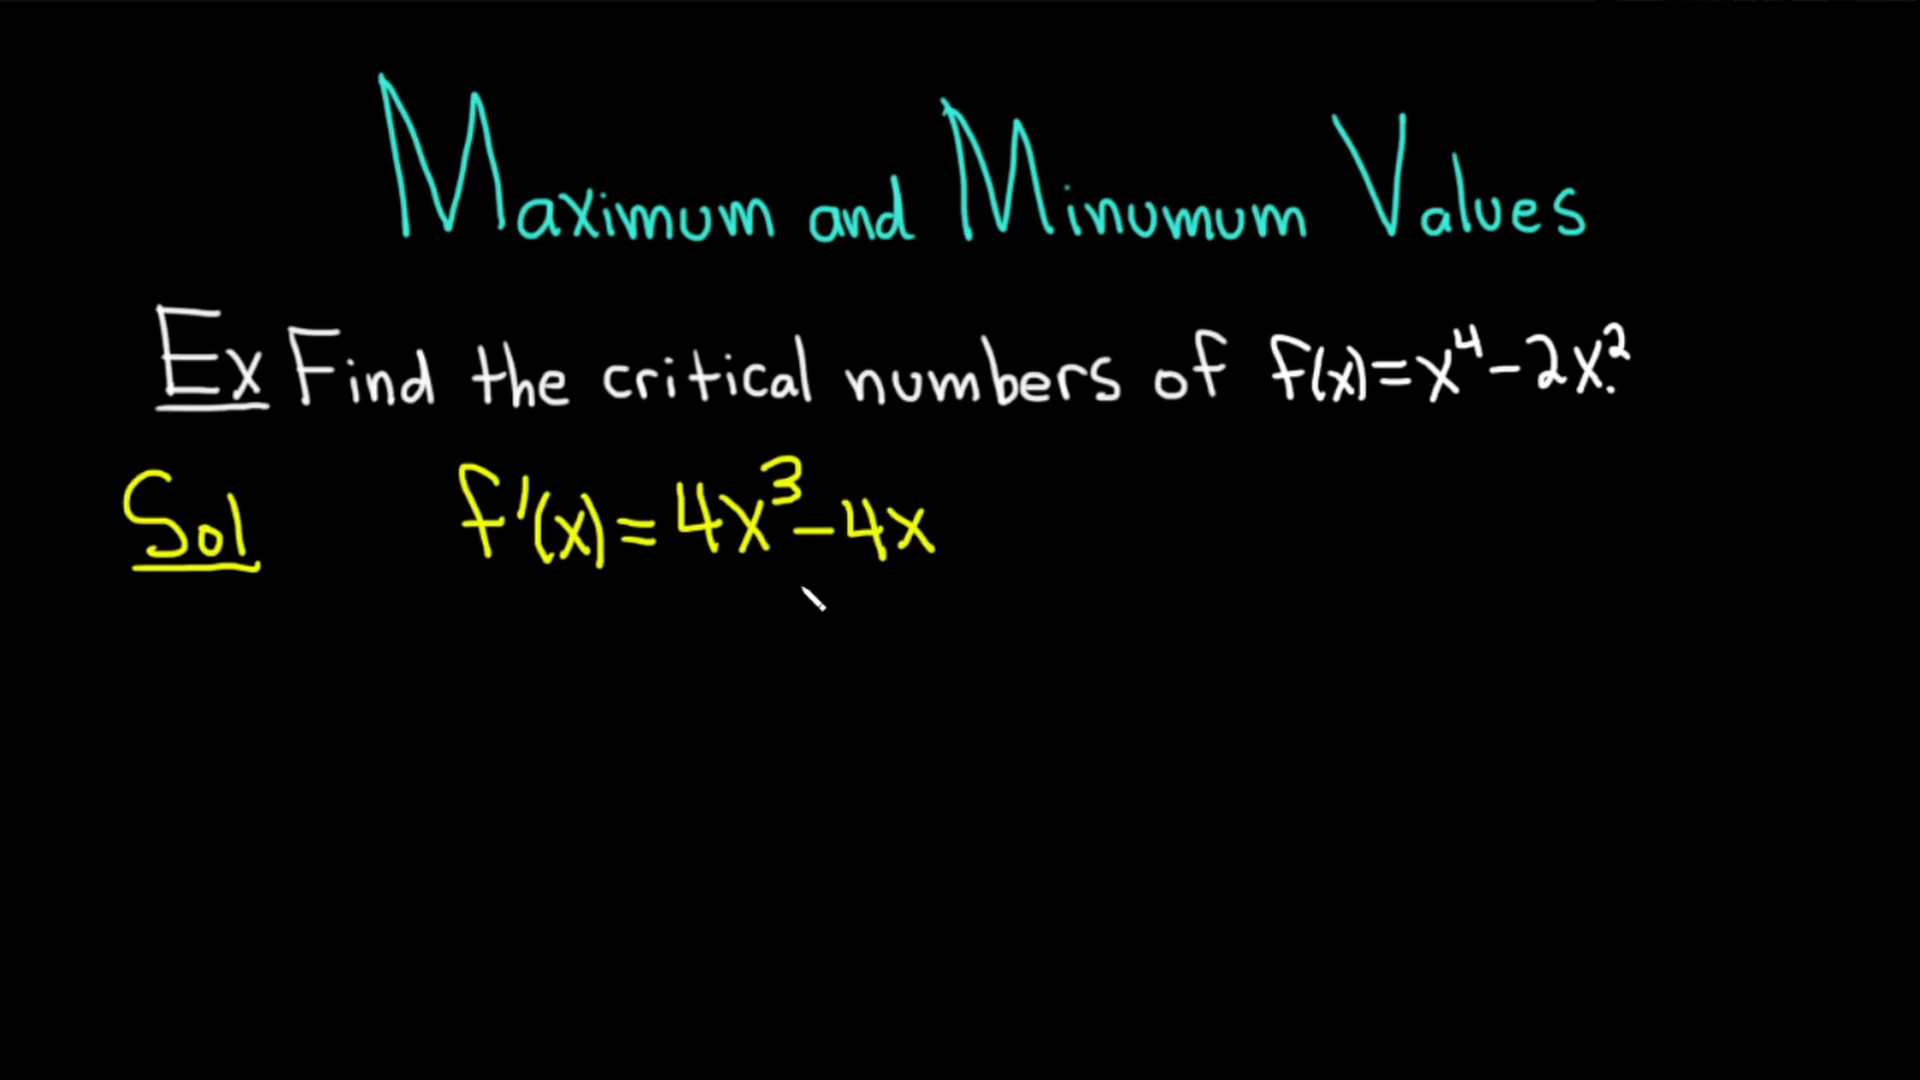 Maximum and Minumum Values
Ex Find the critical numbers of f(x)=x⁴-2x².
Sol f'(x)=4x³-4x